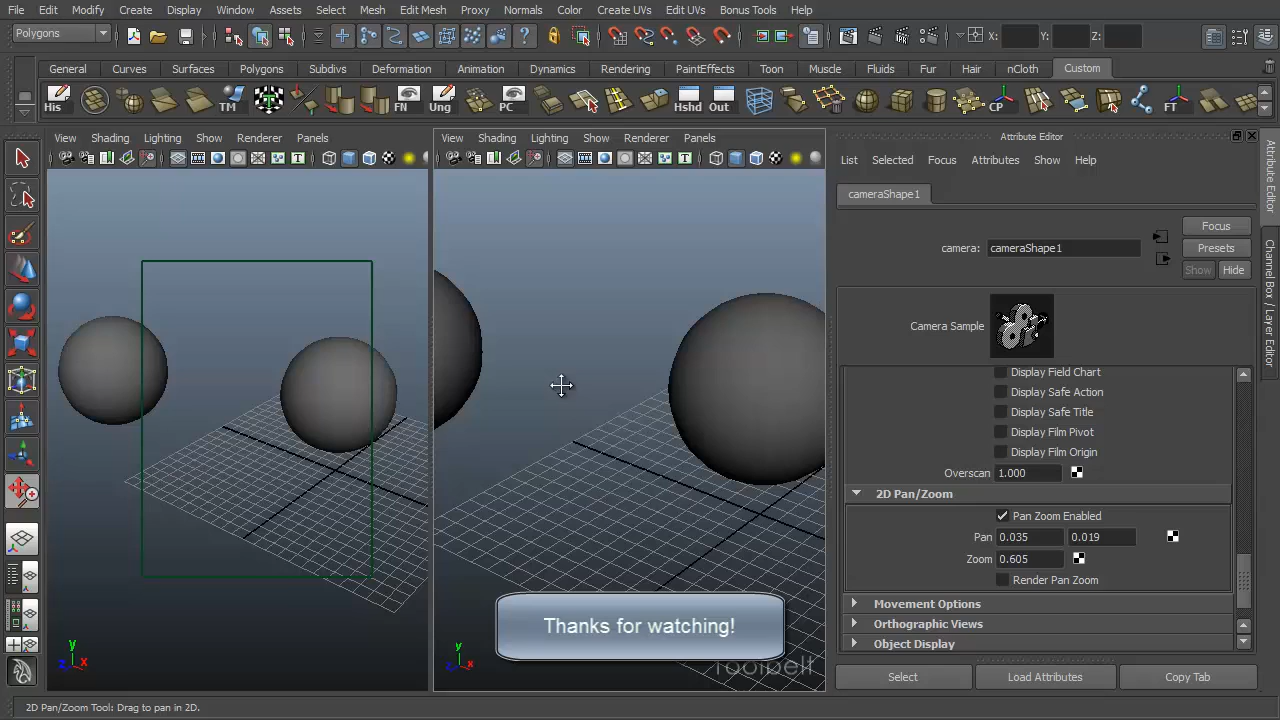 File Edit Modify Create Display Window Assets Select Mesh Edit Mesh Proxy Normals Color Create UVs Edit UVs Bonus Tools Help
Polygons X: Y: Z:
General Curves Surfaces Polygons Subdivs Deformation Animation Dynamics Rendering PaintEffects Toon Muscle Fluids Fur Hair nCloth Custom
His TM FN Ung PC Hshd Out CP FT
View Shading Lighting Show Renderer Panels
View Shading Lighting Show Renderer Panels
Attribute Editor
List Selected Focus Attributes Show Help
cameraShape1
Focus
camera: cameraShape1 Presets
Show Hide
Camera Sample
Display Field Chart
Display Safe Action
Display Safe Title
Display Film Pivot
Display Film Origin
Overscan 1.000
2D Pan/Zoom
Pan Zoom Enabled
Pan 0.035 0.019
Zoom 0.605
Render Pan Zoom
Movement Options
Orthographic Views
Object Display
Select Load Attributes Copy Tab
Attribute Editor
Channel Box / Layer Editor
Thanks for watching!
Toolbell
y z x
y z x
2D Pan/Zoom Tool: Drag to pan in 2D.